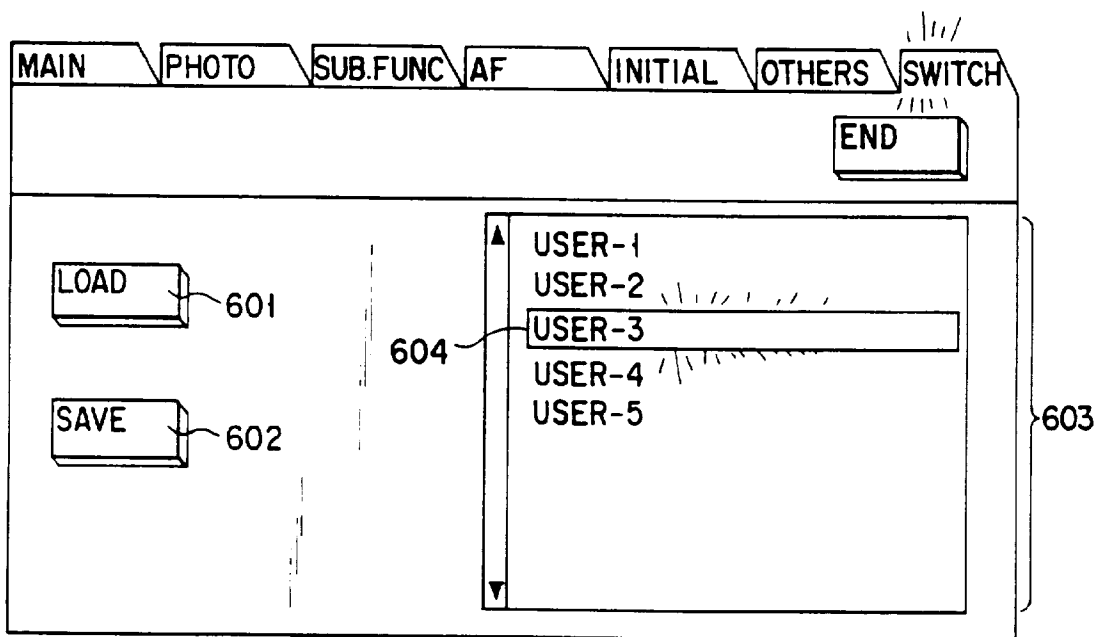 MAIN PHOTO SUB.FUNC AF INITIAL OTHERS SWITCH
END
LOAD
601
SAVE
602
USER-1
USER-2
604
USER-3
USER-4
USER-5
603